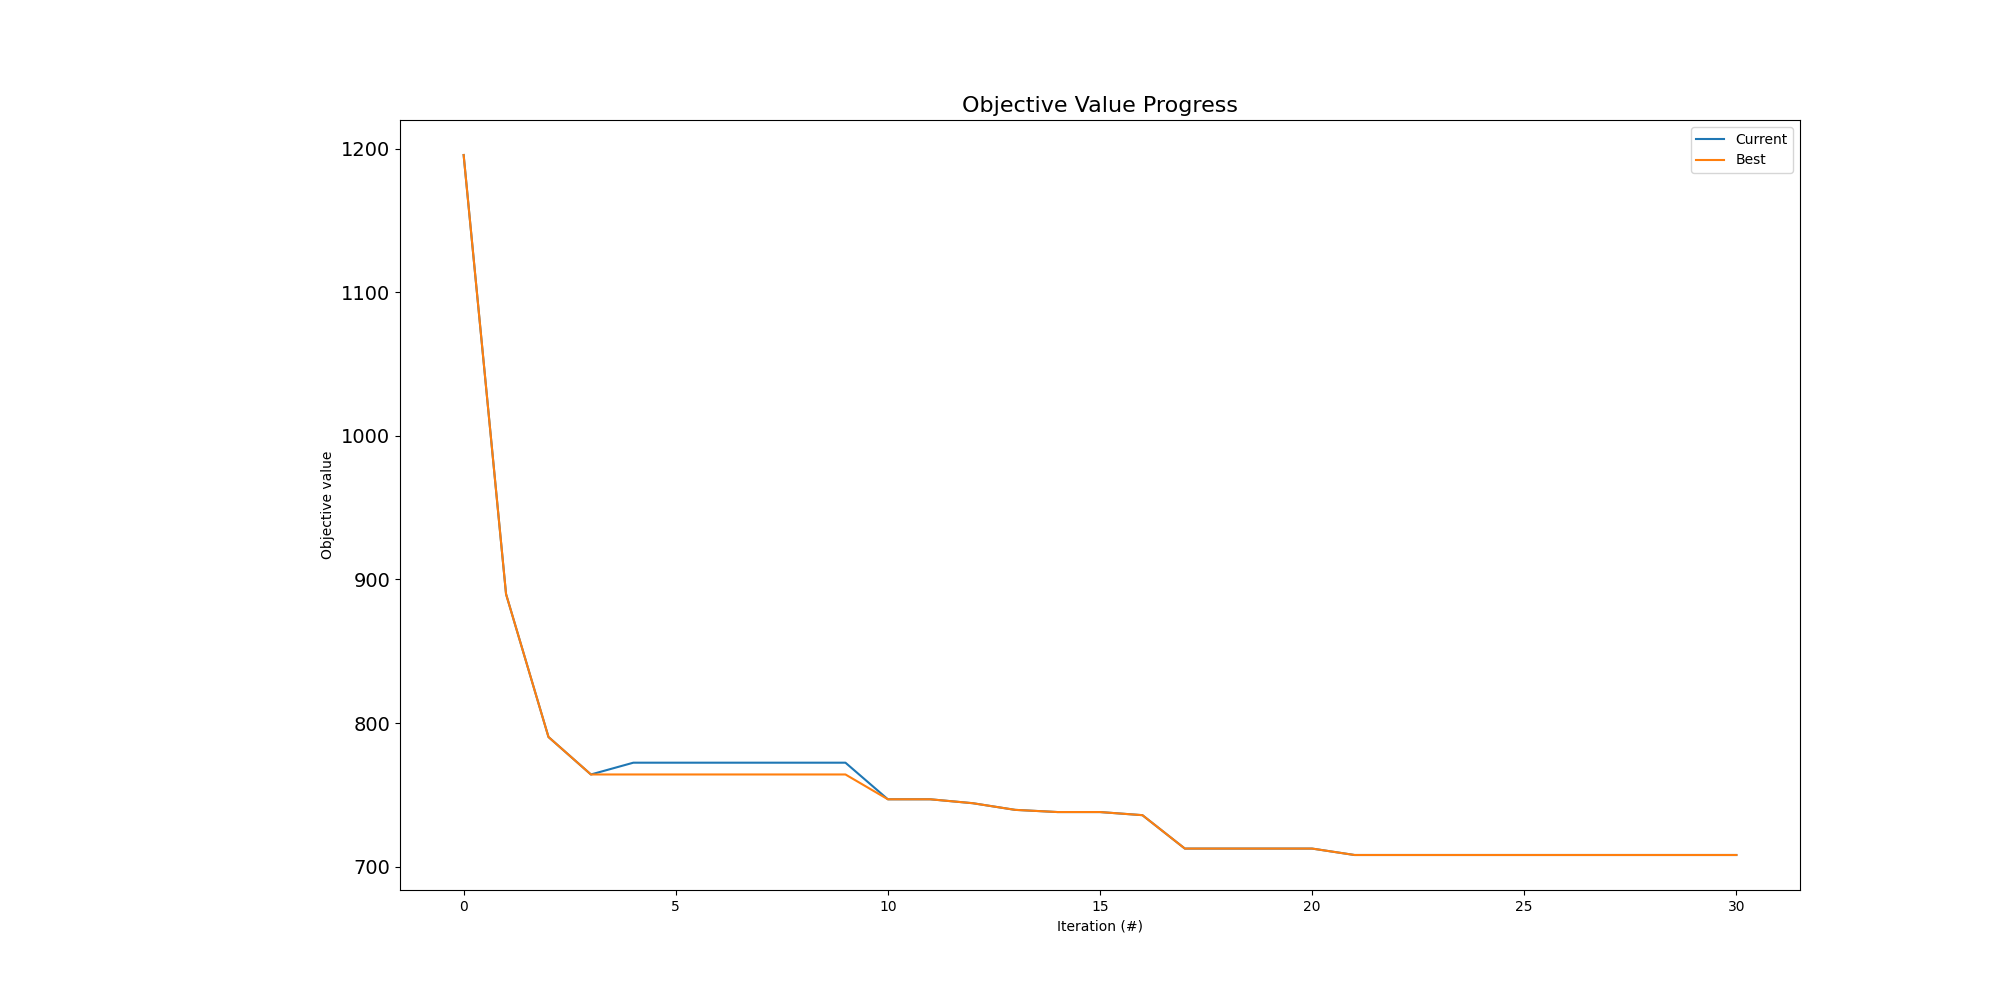 Objective Value Progress
Current
Best
1200
1100
1000
900
800
700
Objective value
0 5 10 15 20 25 30
Iteration (#)